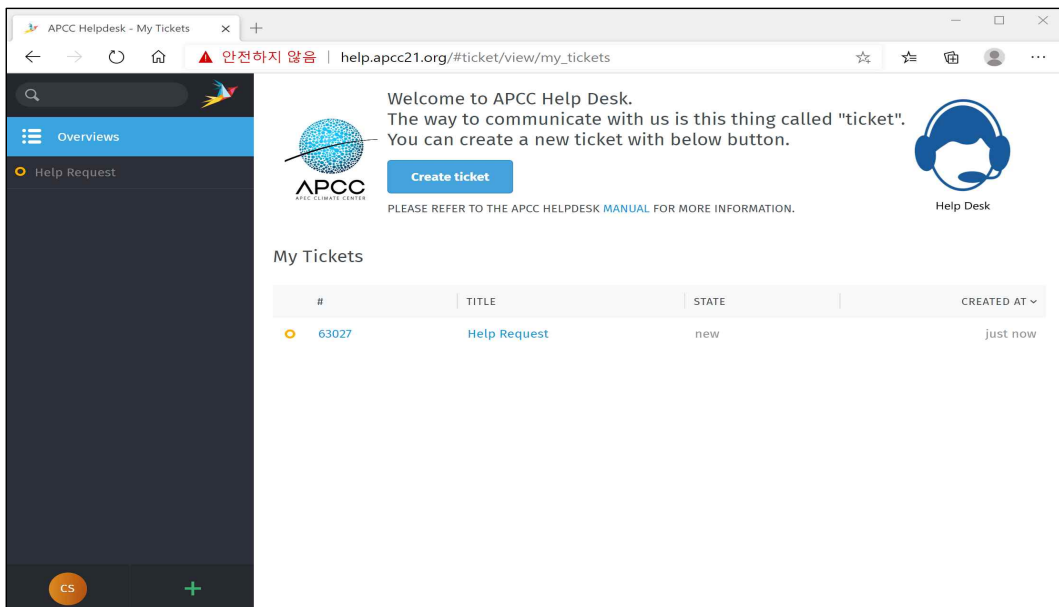 APCC Helpdesk - My Tickets
안전하지 않음 | help.apcc21.org/#ticket/view/my_tickets
Overviews
Help Request
CS
Welcome to APCC Help Desk.
The way to communicate with us is this thing called "ticket".
You can create a new ticket with below button.
APCC
APEC CLIMATE CENTER
Create ticket
PLEASE REFER TO THE APCC HELPDESK MANUAL FOR MORE INFORMATION.
Help Desk
My Tickets
# TITLE STATE CREATED AT
63027 Help Request new just now